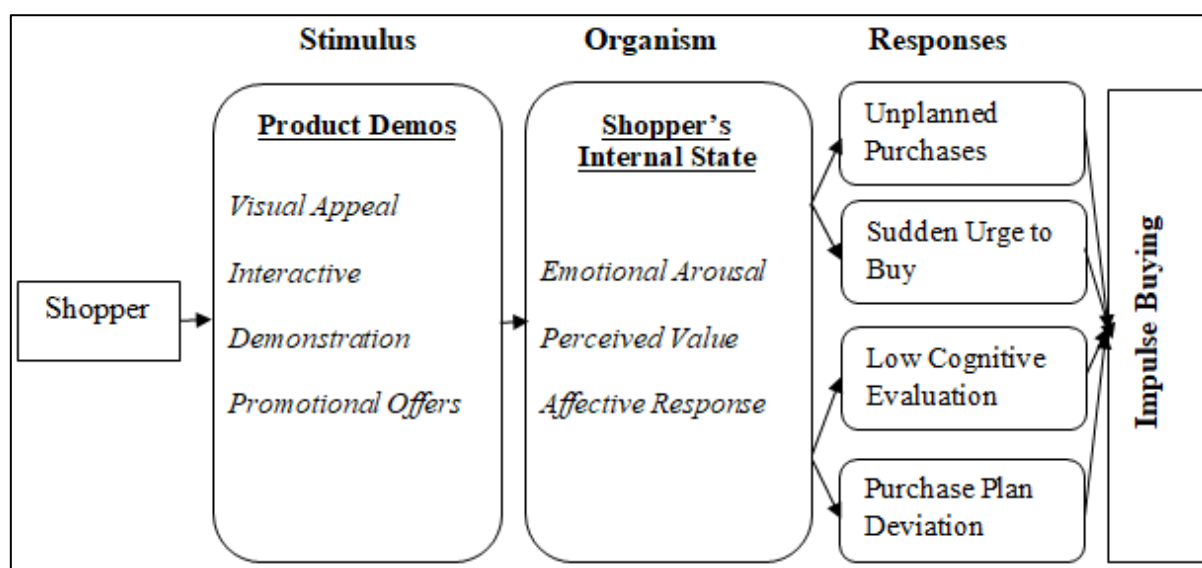 Stimulus
Organism
Responses
Shopper
Product Demos
Visual Appeal
Interactive
Demonstration
Promotional Offers
Shopper’s
Internal State
Emotional Arousal
Perceived Value
Affective Response
Unplanned
Purchases
Sudden Urge to
Buy
Low Cognitive
Evaluation
Purchase Plan
Deviation
Impulse Buying